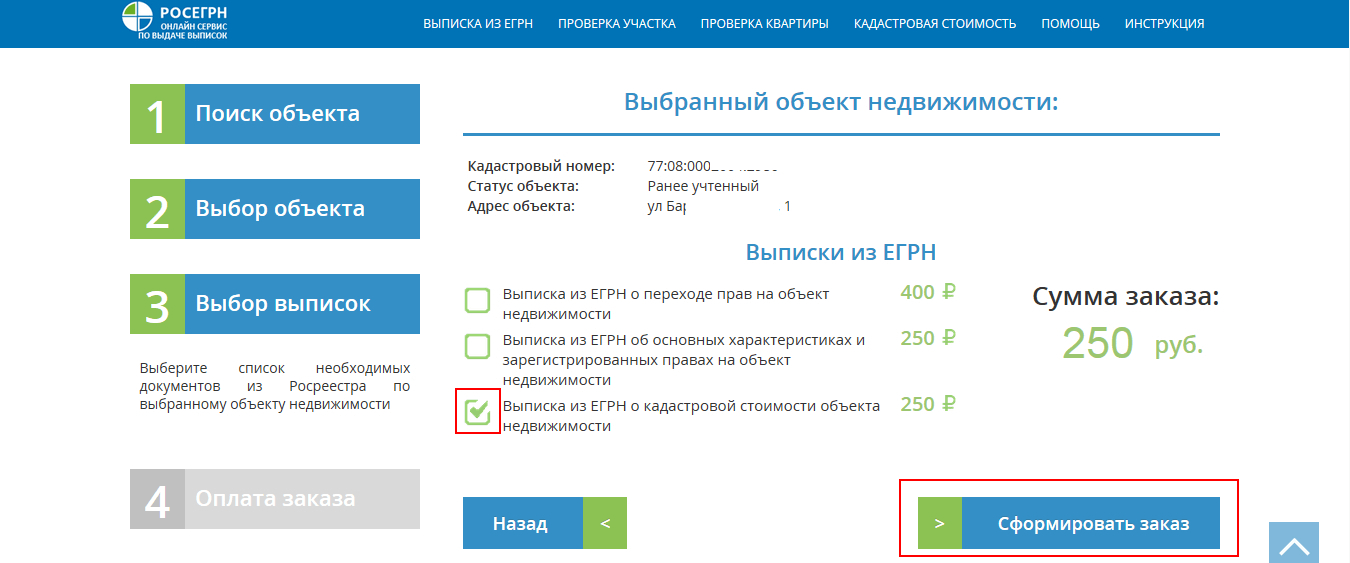 РОСЕГРН
ОНЛАЙН СЕРВИС
ПО ВЫДАЧЕ ВЫПИСОК
ВЫПИСКА ИЗ ЕГРН ПРОВЕРКА УЧАСТКА ПРОВЕРКА КВАРТИРЫ КАДАСТРОВАЯ СТОИМОСТЬ ПОМОЩЬ ИНСТРУКЦИЯ
1 Поиск объекта
2 Выбор объекта
3 Выбор выписок
Выберите список необходимых
документов из Росреестра по
выбранному объекту недвижимости
4 Оплата заказа
Выбранный объект недвижимости:
Кадастровый номер: 77:08:000
Статус объекта: Ранее учтенный
Адрес объекта: ул Бар 1
Выписки из ЕГРН
Выписка из ЕГРН о переходе прав на объект 400 ₽
недвижимости
Выписка из ЕГРН об основных характеристиках и 250 ₽
зарегистрированных правах на объект
недвижимости
Выписка из ЕГРН о кадастровой стоимости объекта 250 ₽
недвижимости
Сумма заказа:
250 руб.
Назад <
> Сформировать заказ